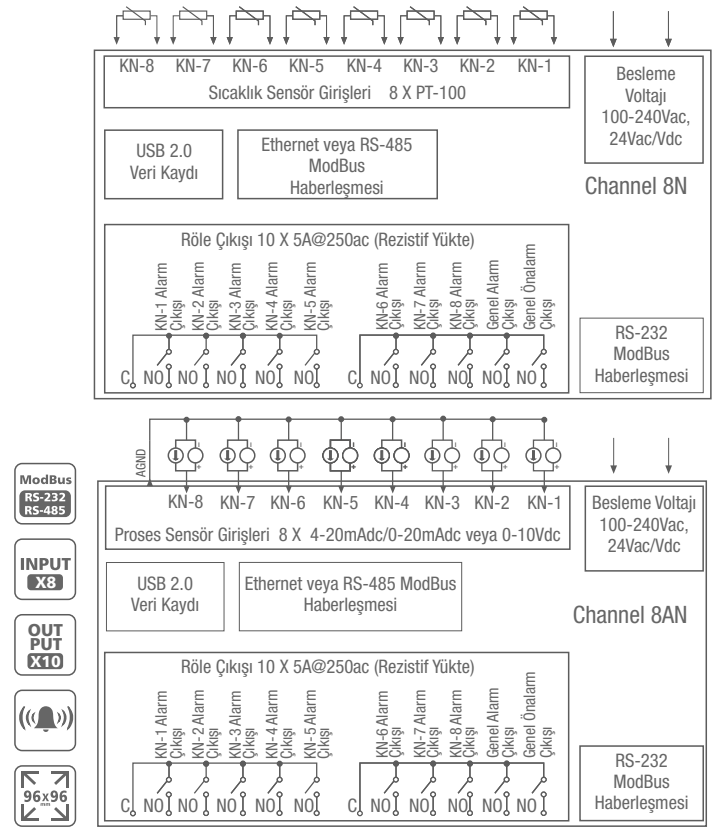 KN-8 KN-7 KN-6 KN-5 KN-4 KN-3 KN-2 KN-1
Sıcaklık Sensör Girişleri 8 X PT-100
Besleme
Voltajı
100-240Vac,
24Vac/Vdc
USB 2.0
Veri Kaydı
Ethernet veya RS-485
ModBus
Haberleşmesi
Channel 8N
Röle Çıkışı 10 X 5A@250ac (Rezistif Yükte)
KN-1 Alarm
Çıkışı
KN-2 Alarm
Çıkışı
KN-3 Alarm
Çıkışı
KN-4 Alarm
Çıkışı
KN-5 Alarm
Çıkışı
KN-6 Alarm
Çıkışı
KN-7 Alarm
Çıkışı
KN-8 Alarm
Çıkışı
Genel Alarm
Çıkışı
Genel Önalarm
Çıkışı
C NO NO NO NO NO C NO NO NO NO NO
RS-232
ModBus
Haberleşmesi
AGND
KN-8 KN-7 KN-6 KN-5 KN-4 KN-3 KN-2 KN-1
Proses Sensör Girişleri 8 X 4-20mAdc/0-20mAdc veya 0-10Vdc
Besleme Voltajı
100-240Vac,
24Vac/Vdc
USB 2.0
Veri Kaydı
Ethernet veya RS-485 ModBus
Haberleşmesi
Channel 8AN
Röle Çıkışı 10 X 5A@250ac (Rezistif Yükte)
KN-1 Alarm
Çıkışı
KN-2 Alarm
Çıkışı
KN-3 Alarm
Çıkışı
KN-4 Alarm
Çıkışı
KN-5 Alarm
Çıkışı
KN-6 Alarm
Çıkışı
KN-7 Alarm
Çıkışı
KN-8 Alarm
Çıkışı
Genel Alarm
Çıkışı
Genel Önalarm
Çıkışı
C NO NO NO NO NO C NO NO NO NO NO
RS-232
ModBus
Haberleşmesi
ModBus
RS-232
RS-485
INPUT
X8
OUT
PUT
X10
96x96
mm